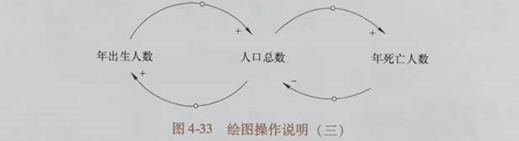 + +
年出生人数 人口总数 年死亡人数
+ −
图 4-33 绘图操作说明（三）